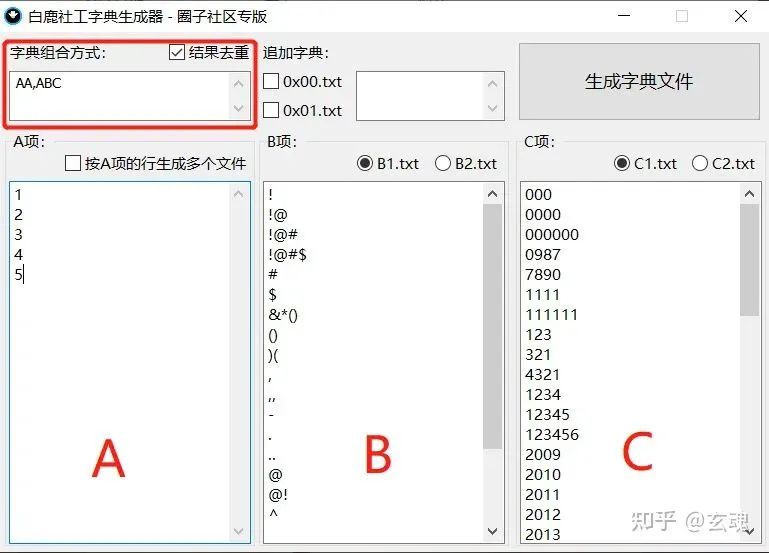 白鹿社工字典生成器 - 圈子社区专版
字典组合方式: 结果去重
AA,ABC
追加字典:
0x00.txt
0x01.txt
生成字典文件
A项:
按A项的行生成多个文件
1
2
3
4
5
A
B项:
B1.txt B2.txt
!
!@
!@#
!@#$
#
$
&*()
()
)(
,
,,
-
.
..
@
@!
^
B
C项:
C1.txt C2.txt
000
0000
000000
0987
7890
1111
111111
123
321
4321
1234
12345
123456
2009
2010
2011
2012
2013
C
知乎 @玄魂